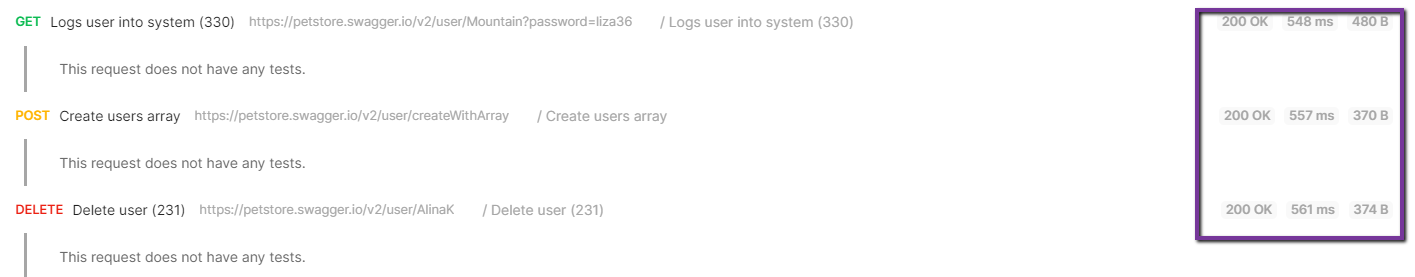 GET Logs user into system (330) https://petstore.swagger.io/v2/user/Mountain?password=liza36 / Logs user into system (330) 200 OK 548 ms 480 B
This request does not have any tests.
POST Create users array https://petstore.swagger.io/v2/user/createWithArray / Create users array 200 OK 557 ms 370 B
This request does not have any tests.
DELETE Delete user (231) https://petstore.swagger.io/v2/user/AlinaK / Delete user (231) 200 OK 561 ms 374 B
This request does not have any tests.